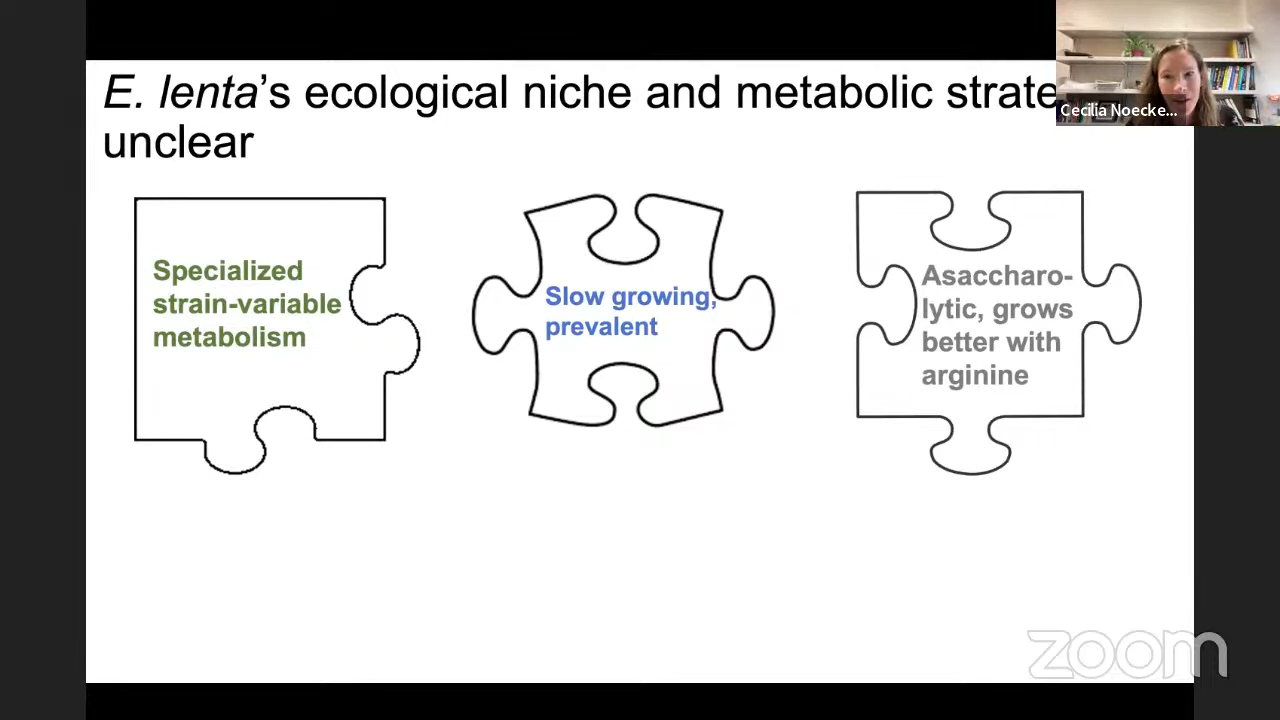 E. lenta's ecological niche and metabolic strate
unclear
Cecilia Noecke...
Specialized
strain-variable
metabolism
Slow growing,
prevalent
Asaccharo-
lytic, grows
better with
arginine
zoom